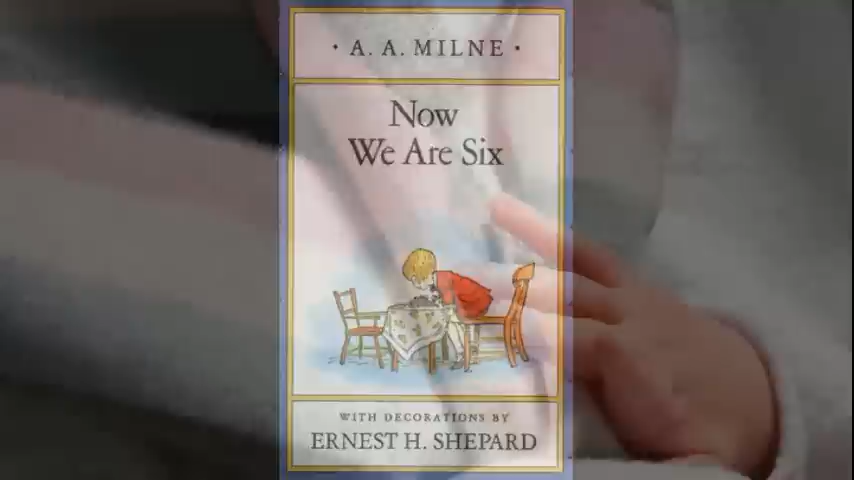 · A. A. MILNE ·
Now
We Are Six
WITH DECORATIONS BY
ERNEST H. SHEPARD